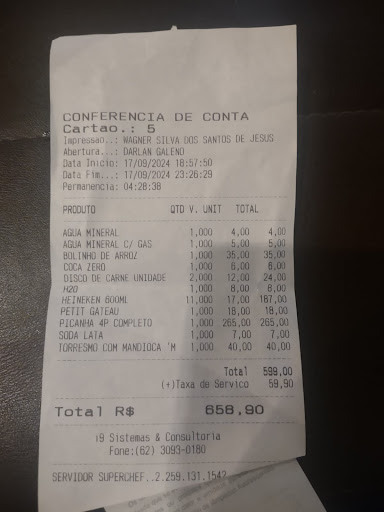 CONFERENCIA DE CONTA
Cartao.: 5
Impressao..: WAGNER SILVA DOS SANTOS DE JESUS
Abertura...: DARLAN GALENO
Data Inicio: 17/09/2024 18:57:50
Data Fim...: 17/09/2024 23:26:29
Permanencia: 04:28:38
PRODUTO QTD V. UNIT TOTAL
AGUA MINERAL 1,000 4,00 4,00
AGUA MINERAL C/ GAS 1,000 5,00 5,00
BOLINHO DE ARROZ 1,000 35,00 35,00
COCA ZERO 1,000 6,00 6,00
DISCO DE CARNE UNIDADE 2,000 12,00 24,00
H2O 1,000 8,00 8,00
HEINEKEN 600ML 11,000 17,00 187,00
PETIT GATEAU 1,000 18,00 18,00
PICANHA 4P COMPLETO 1,000 265,00 265,00
SODA LATA 1,000 7,00 7,00
TORRESMO COM MANDIOCA 'M 1,000 40,00 40,00
Total 599,00
(+)Taxa de Servico 59,90
Total R$ 658,90
i9 Sistemas & Consultoria
Fone:(62) 3093-0180
SERVIDOR SUPERCHEF..2.259.131.1542